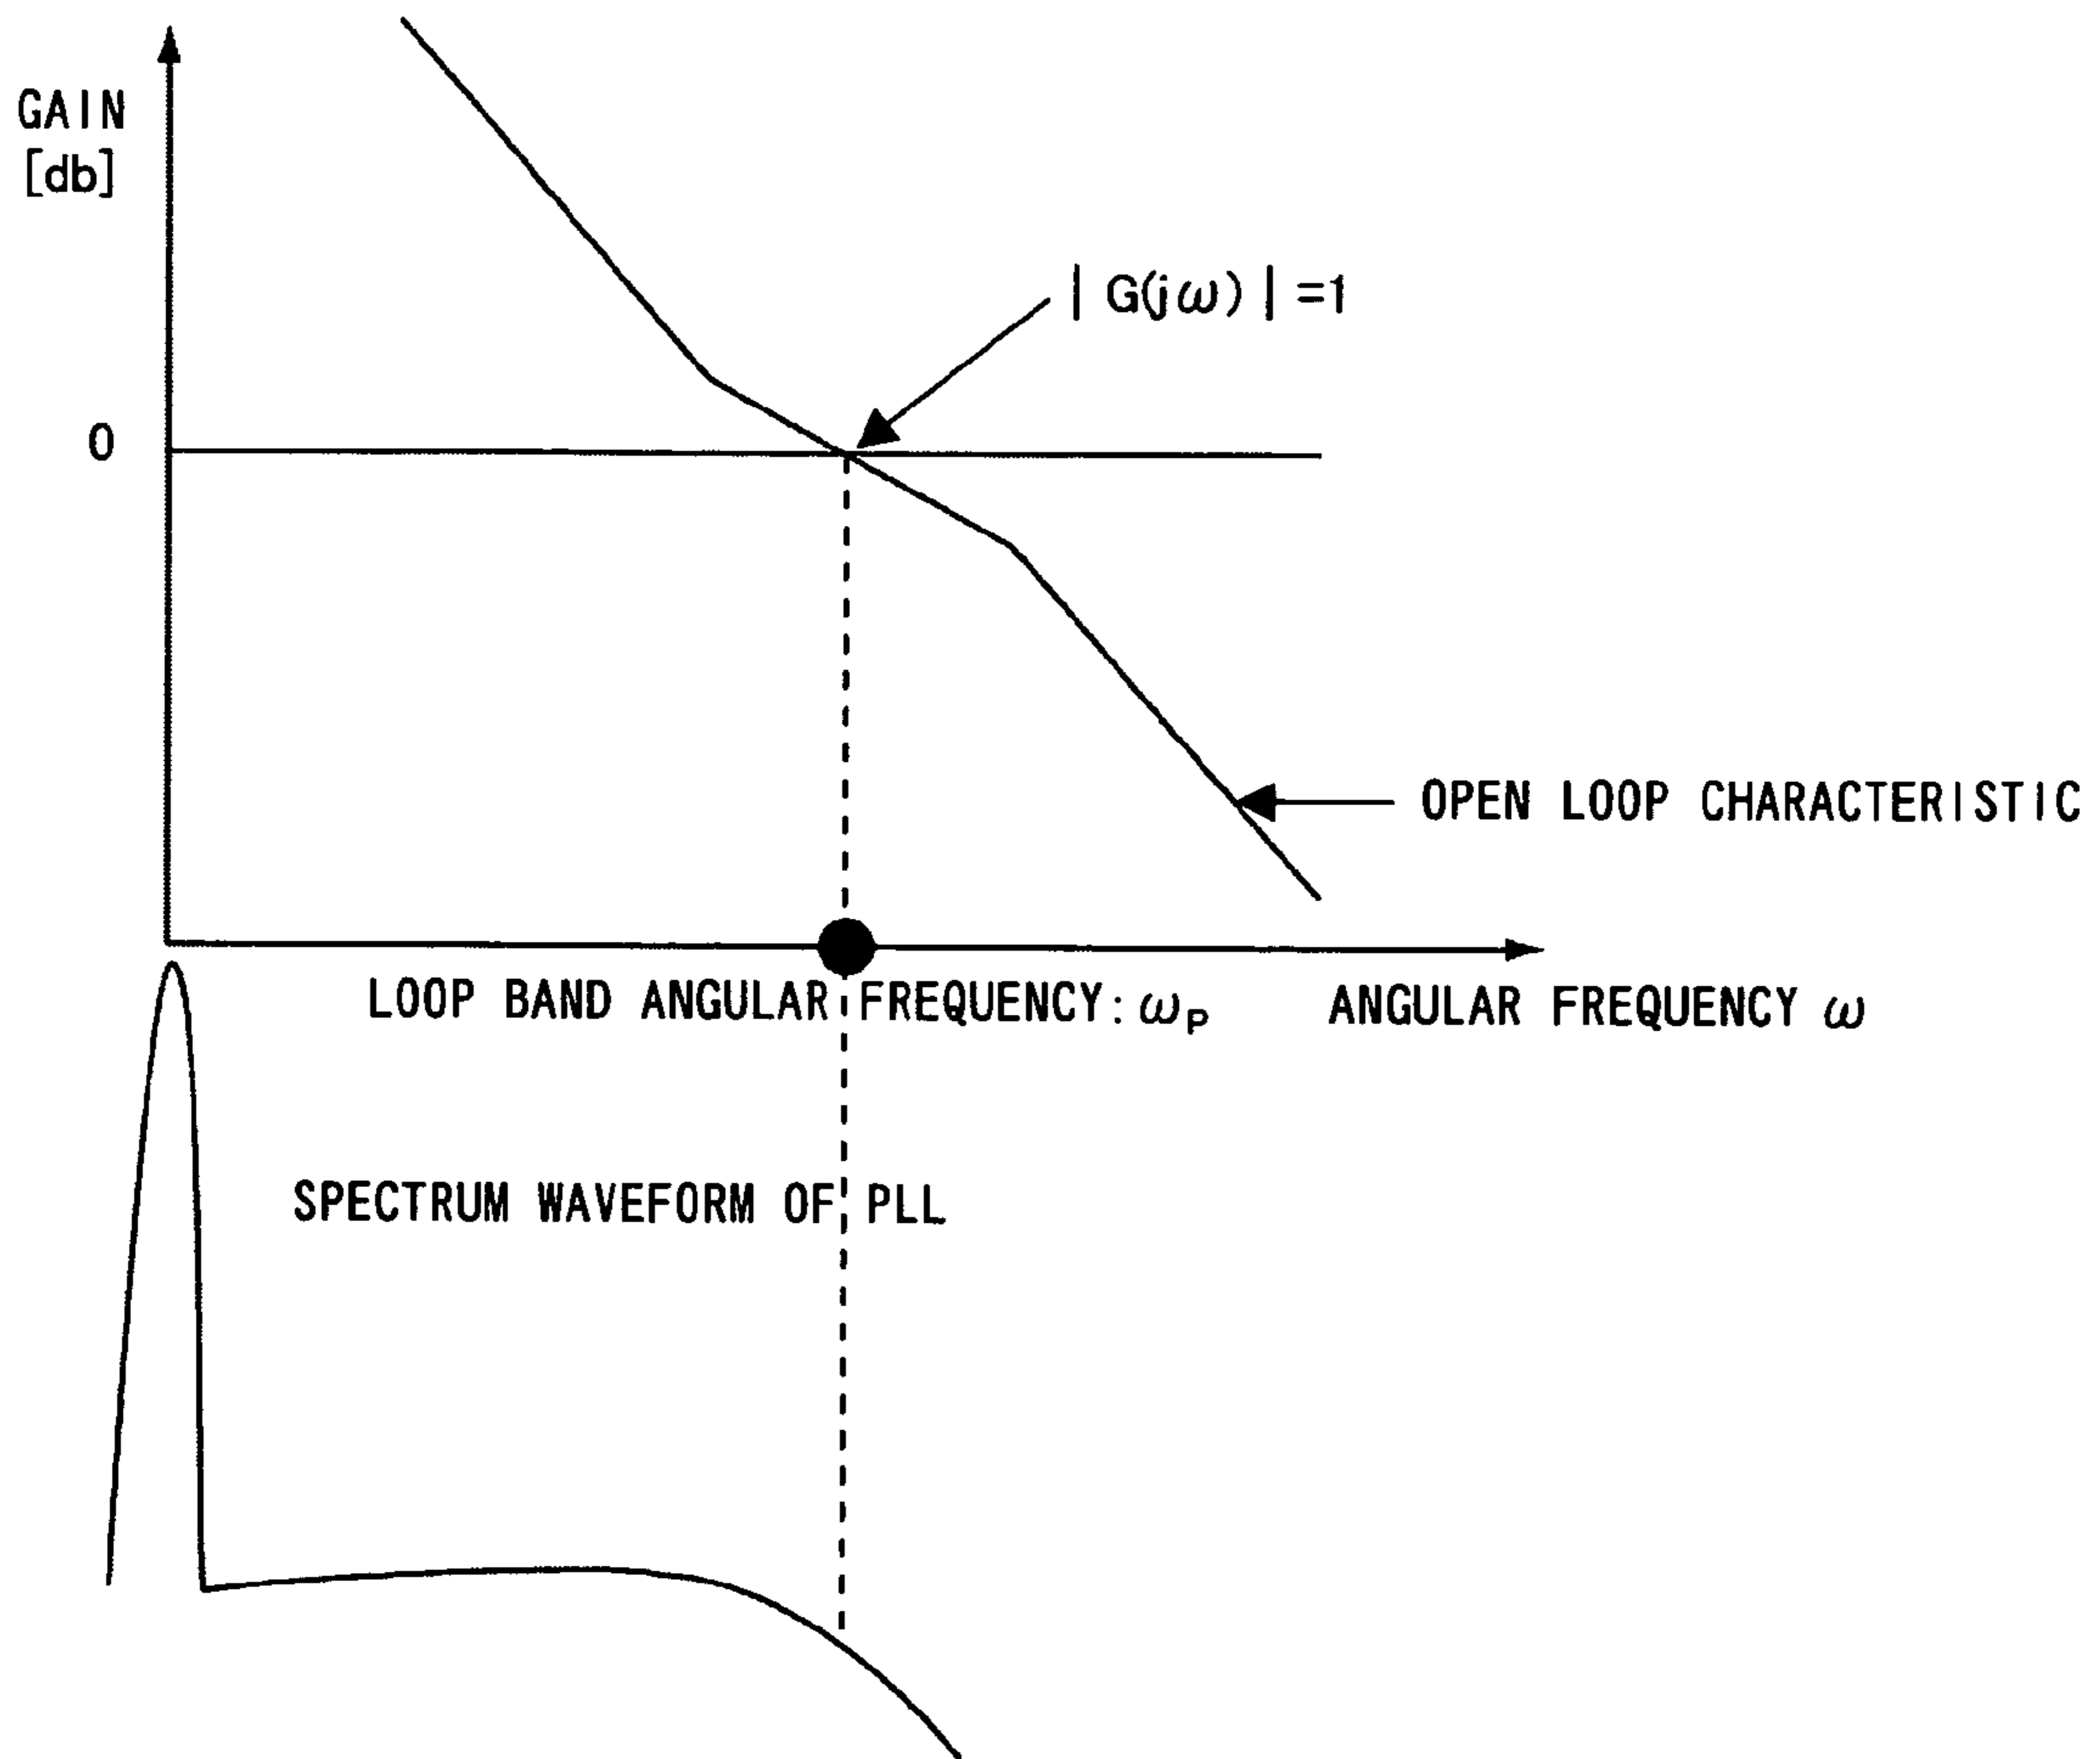 GAIN
[db]
| G(jω) | =1
0
OPEN LOOP CHARACTERISTIC
LOOP BAND ANGULAR FREQUENCY: ωP
ANGULAR FREQUENCY ω
SPECTRUM WAVEFORM OF PLL